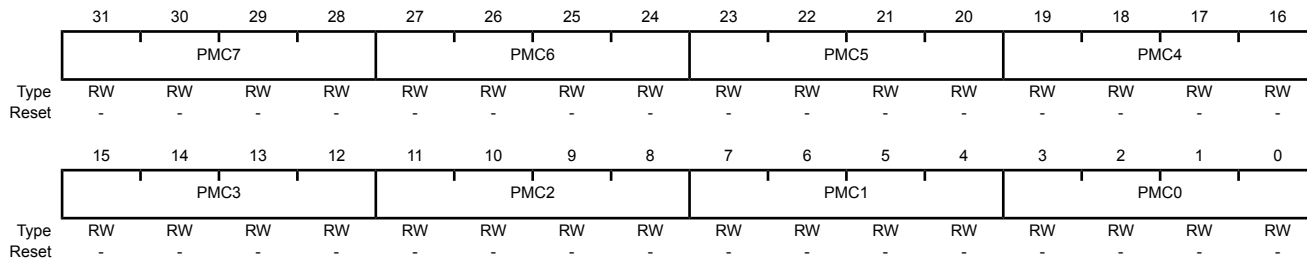 31 30 29 28 27 26 25 24 23 22 21 20 19 18 17 16
PMC7 PMC6 PMC5 PMC4
Type RW RW RW RW RW RW RW RW RW RW RW RW RW RW RW RW
Reset - - - - - - - - - - - - - - - -
15 14 13 12 11 10 9 8 7 6 5 4 3 2 1 0
PMC3 PMC2 PMC1 PMC0
Type RW RW RW RW RW RW RW RW RW RW RW RW RW RW RW RW
Reset - - - - - - - - - - - - - - - -